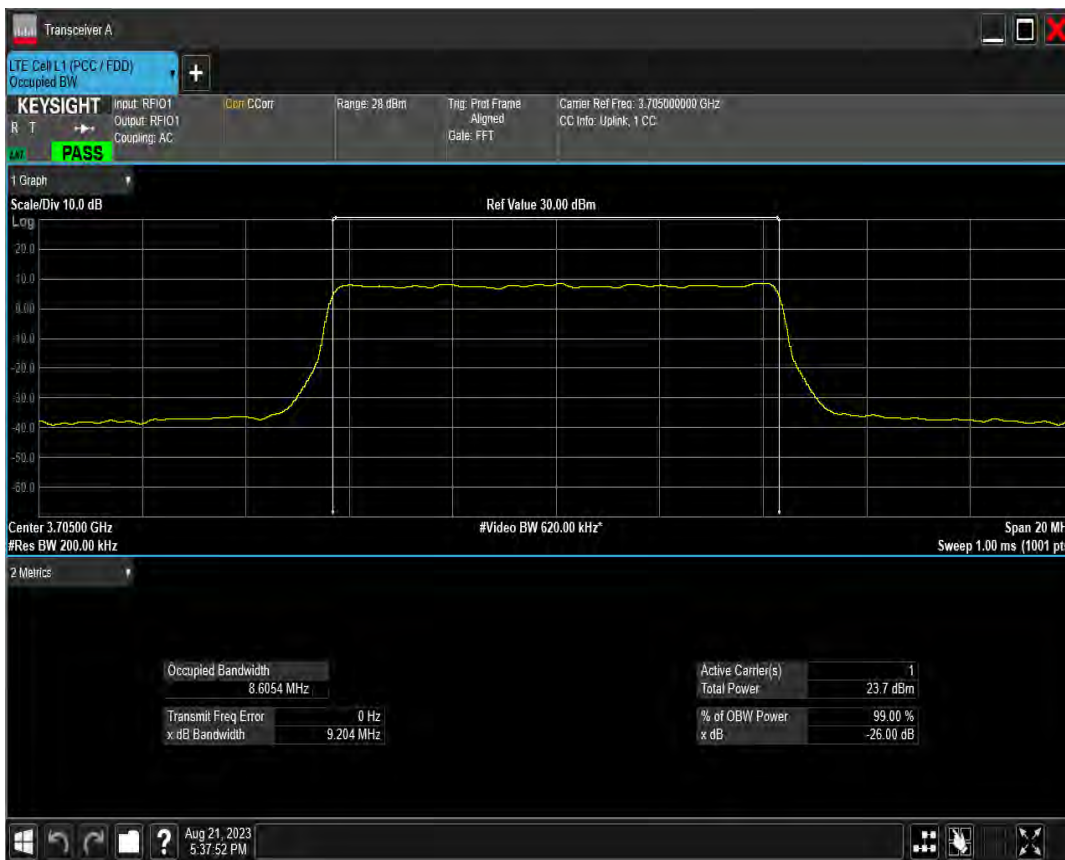 Transceiver A
LTE Cell L1 (PCC / FDD)
Occupied BW
+
KEYSIGHT
R T
PASS
Input: RFIO1
Output: RFIO1
Coupling: AC
Corr CCorr
Range: 28 dBm
Trig: Prot Frame
Aligned
Gate: FFT
Carrier Ref Freq: 3.705000000 GHz
CC Info: Uplink, 1 CC
1 Graph
Scale/Div 10.0 dB
Ref Value 30.00 dBm
Log
20.0
10.0
0.00
-10.0
-20.0
-30.0
-40.0
-50.0
-60.0
Center 3.70500 GHz
#Video BW 620.00 kHz*
Span 20 MH
#Res BW 200.00 kHz
Sweep 1.00 ms (1001 pt
2 Metrics
Occupied Bandwidth
8.6054 MHz
Transmit Freq Error 0 Hz
x dB Bandwidth 9.204 MHz
Active Carrier(s) 1
Total Power 23.7 dBm
% of OBW Power 99.00 %
x dB -26.00 dB
?
Aug 21, 2023
5:37:52 PM